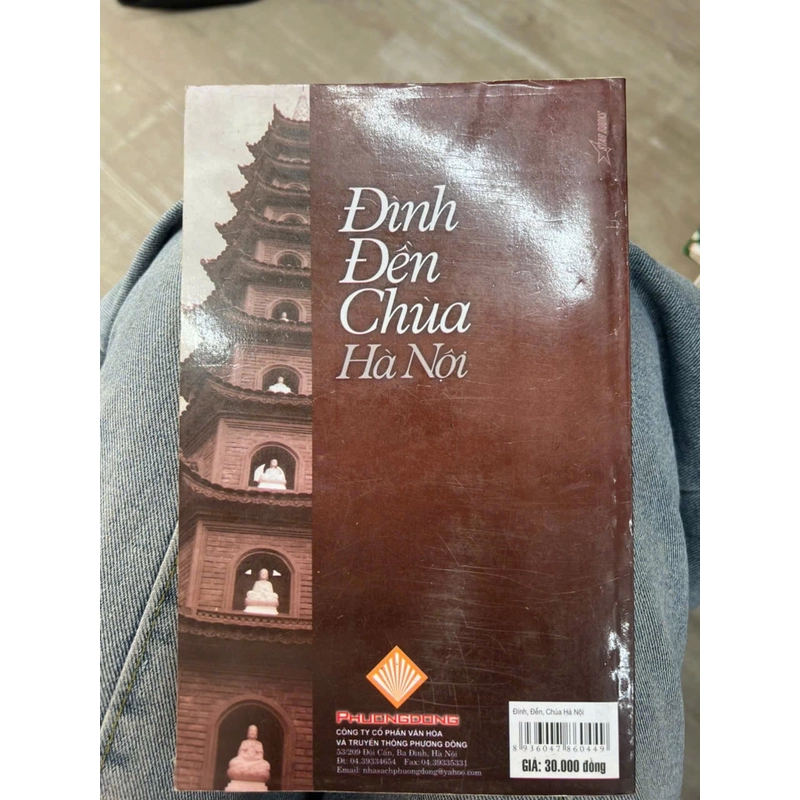 STAR BOOKS
Đình
Đền
Chùa
Hà Nội
PHUONGDONG
CÔNG TY CỔ PHẦN VĂN HÓA
VÀ TRUYỀN THÔNG PHƯƠNG ĐÔNG
53/209 Đội Cấn, Ba Đình, Hà Nội
Đt: 04.39334654 Fax: 04.39335331
Email: nhasachphuongdong@yahoo.com
Đình, Đền, Chùa Hà Nội
8936047860449
GIÁ: 30.000 đồng